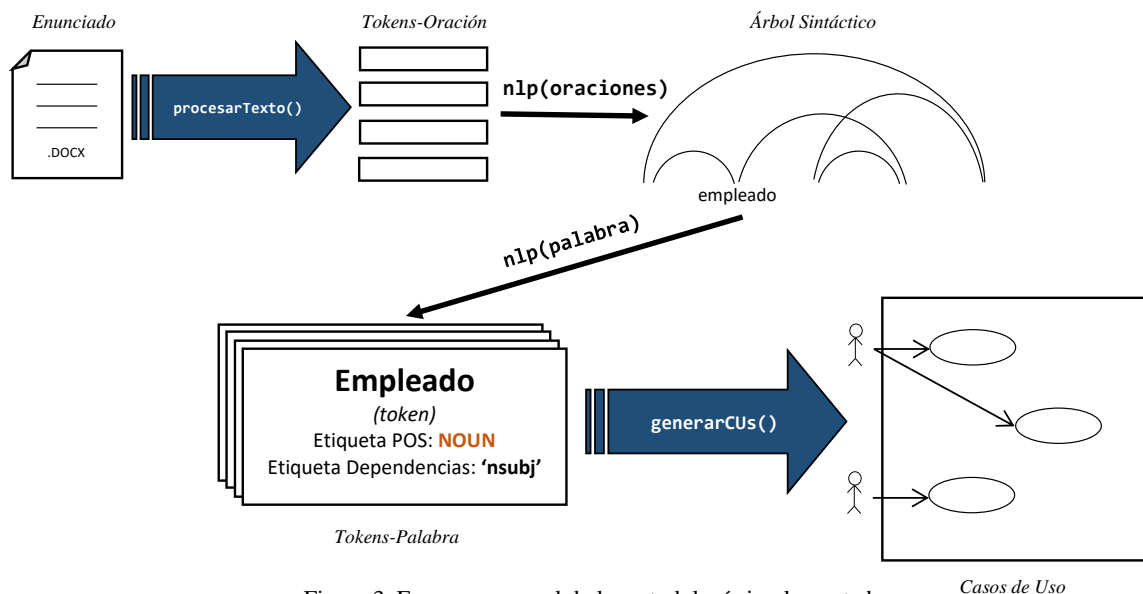 Enunciado
Tokens-Oración
Árbol Sintáctico
procesarTexto()
nlp(oraciones)
.DOCX
empleado
nlp(palabra)
Empleado
(token)
Etiqueta POS: NOUN
Etiqueta Dependencias: ‘nsubj’
generarCUs()
Tokens-Palabra
Casos de Uso